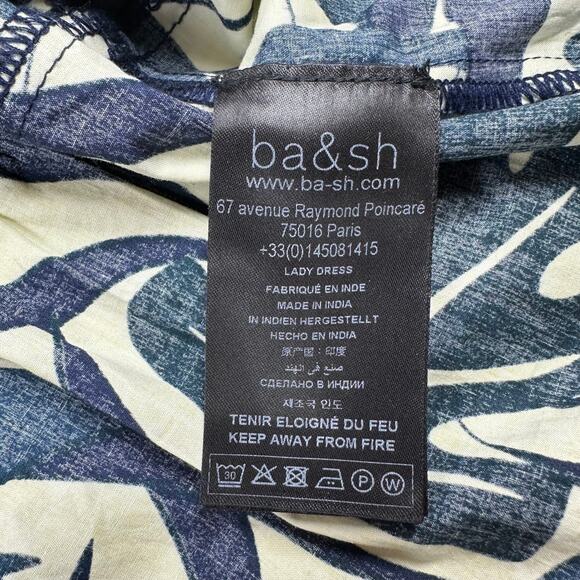 ba&sh
www.ba-sh.com
67 avenue Raymond Poincaré
75016 Paris
+33(0)145081415
LADY DRESS
FABRIQUÉ EN INDE
MADE IN INDIA
IN INDIEN HERGESTELLT
HECHO EN INDIA
原产国：印度
صنع في الهند
СДЕЛАНО В ИНДИИ
제조국 인도
TENIR ELOIGNÉ DU FEU
KEEP AWAY FROM FIRE
30 P W